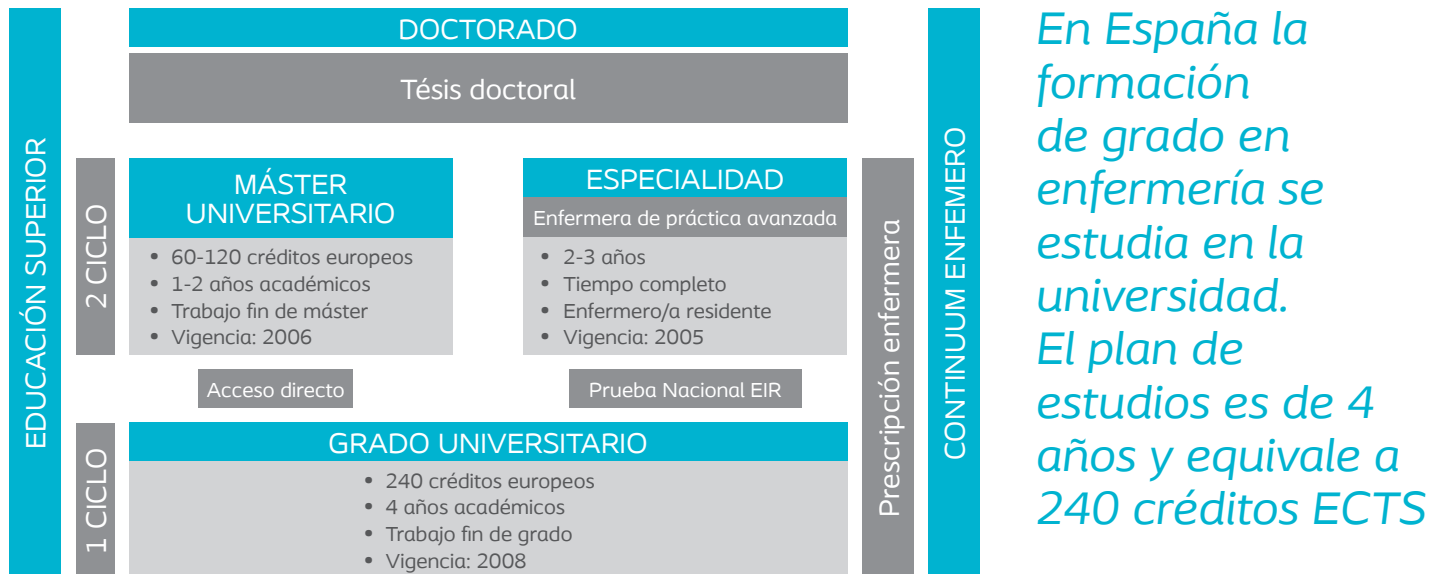 EDUCACIÓN SUPERIOR
DOCTORADO
Tésis doctoral
2 CICLO
MÁSTER
UNIVERSITARIO
• 60-120 créditos europeos
• 1-2 años académicos
• Trabajo fin de máster
• Vigencia: 2006
Acceso directo
ESPECIALIDAD
Enfermera de práctica avanzada
• 2-3 años
• Tiempo completo
• Enfermero/a residente
• Vigencia: 2005
Prueba Nacional EIR
1 CICLO
GRADO UNIVERSITARIO
• 240 créditos europeos
• 4 años académicos
• Trabajo fin de grado
• Vigencia: 2008
Prescripción enfermera
CONTINUUM ENFEMERO
En España la
formación
de grado en
enfermería se
estudia en la
universidad.
El plan de
estudios es de 4
años y equivale a
240 créditos ECTS